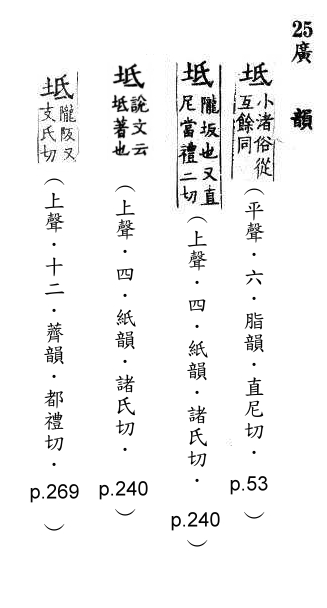 25廣韻
坻小渚俗從互餘同（平聲．六．脂韻．直尼切．p.53）
坻隴坂也又直尼當禮二切（上聲．四．紙韻．諸氏切．p.240）
坻說文云坻著也（上聲．四．紙韻．諸氏切．p.240）
坻隴阪又支氏切（上聲．十二．薺韻．都禮切．p.269）